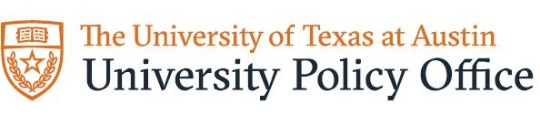 The University of Texas at Austin
University Policy Office